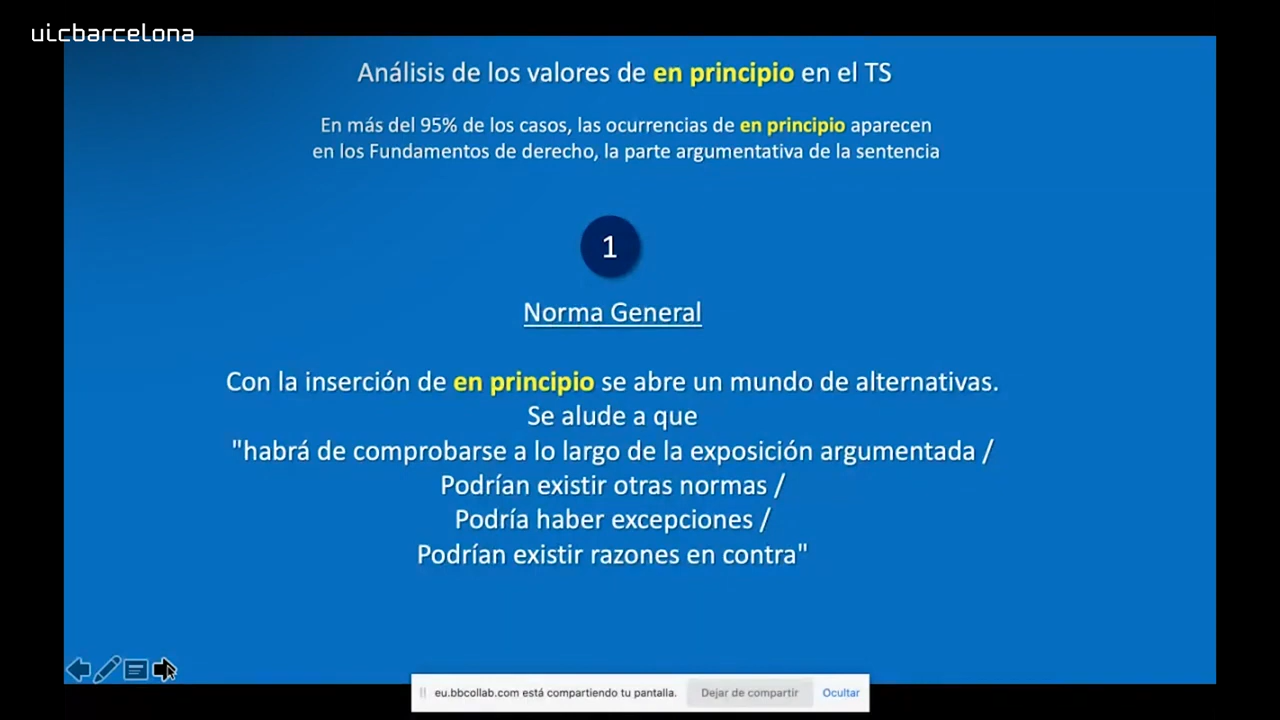 uicbarcelona
Análisis de los valores de en principio en el TS
En más del 95% de los casos, las ocurrencias de en principio aparecen
en los Fundamentos de derecho, la parte argumentativa de la sentencia
1
Norma General
Con la inserción de en principio se abre un mundo de alternativas.
Se alude a que
"habrá de comprobarse a lo largo de la exposición argumentada /
Podrían existir otras normas /
Podría haber excepciones /
Podrían existir razones en contra"
eu.bbcollab.com está compartiendo tu pantalla. Dejar de compartir Ocultar